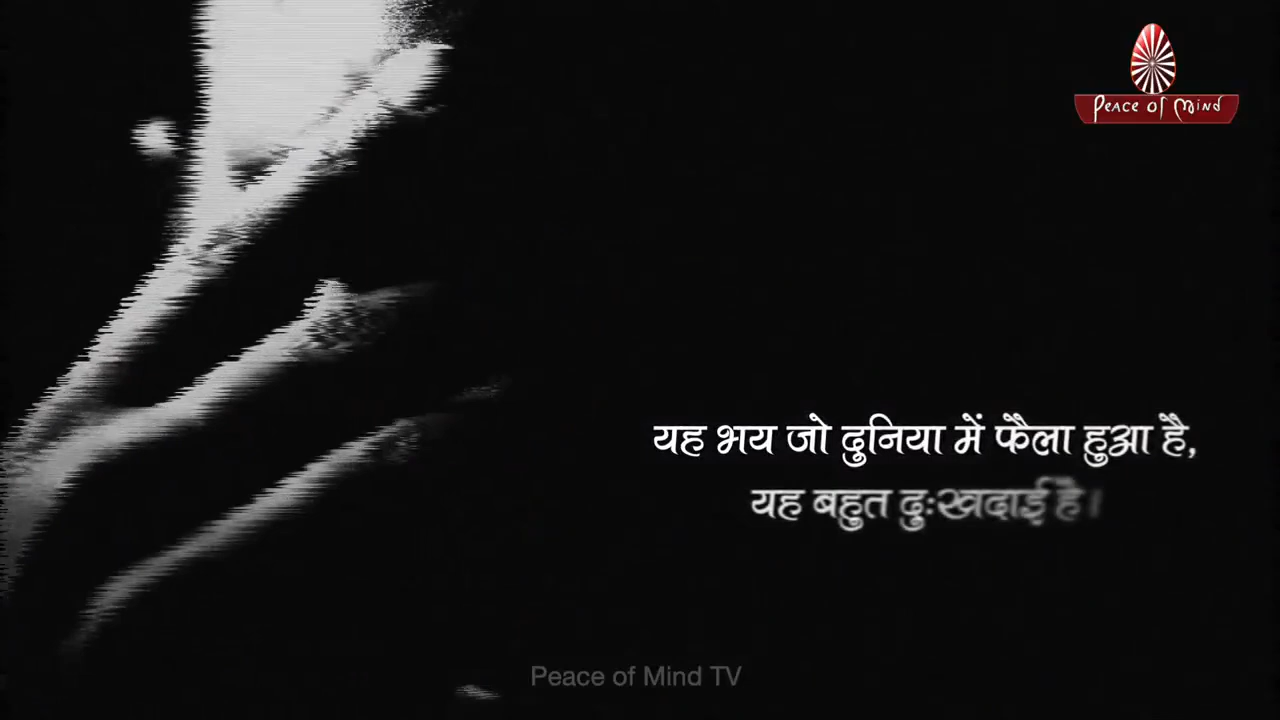 Peace of Mind
यह भय जो दुनिया में फैला हुआ है,
यह बहुत दुःखदाई है।
Peace of Mind TV